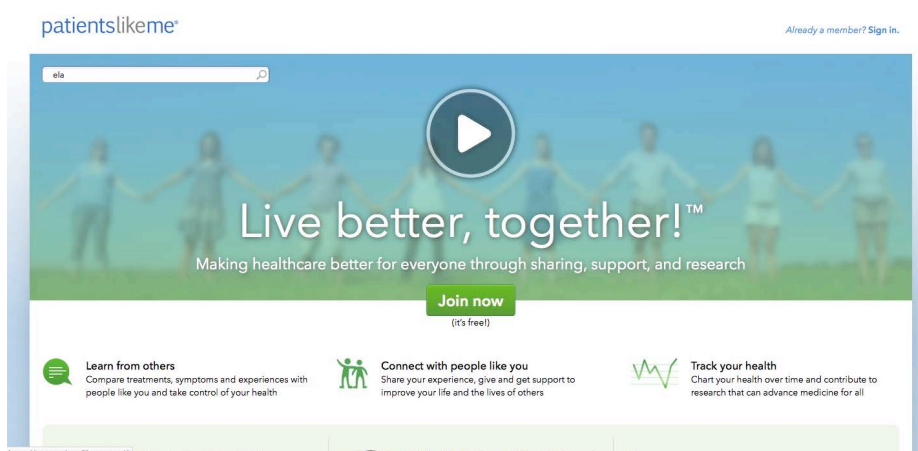 patientslikeme®
Already a member? Sign in.
ela
Live better, together!™
Making healthcare better for everyone through sharing, support, and research
Join now
(it's free!)
Learn from others
Compare treatments, symptoms and experiences with
people like you and take control of your health
Connect with people like you
Share your experience, give and get support to
improve your life and the lives of others
Track your health
Chart your health over time and contribute to
research that can advance medicine for all